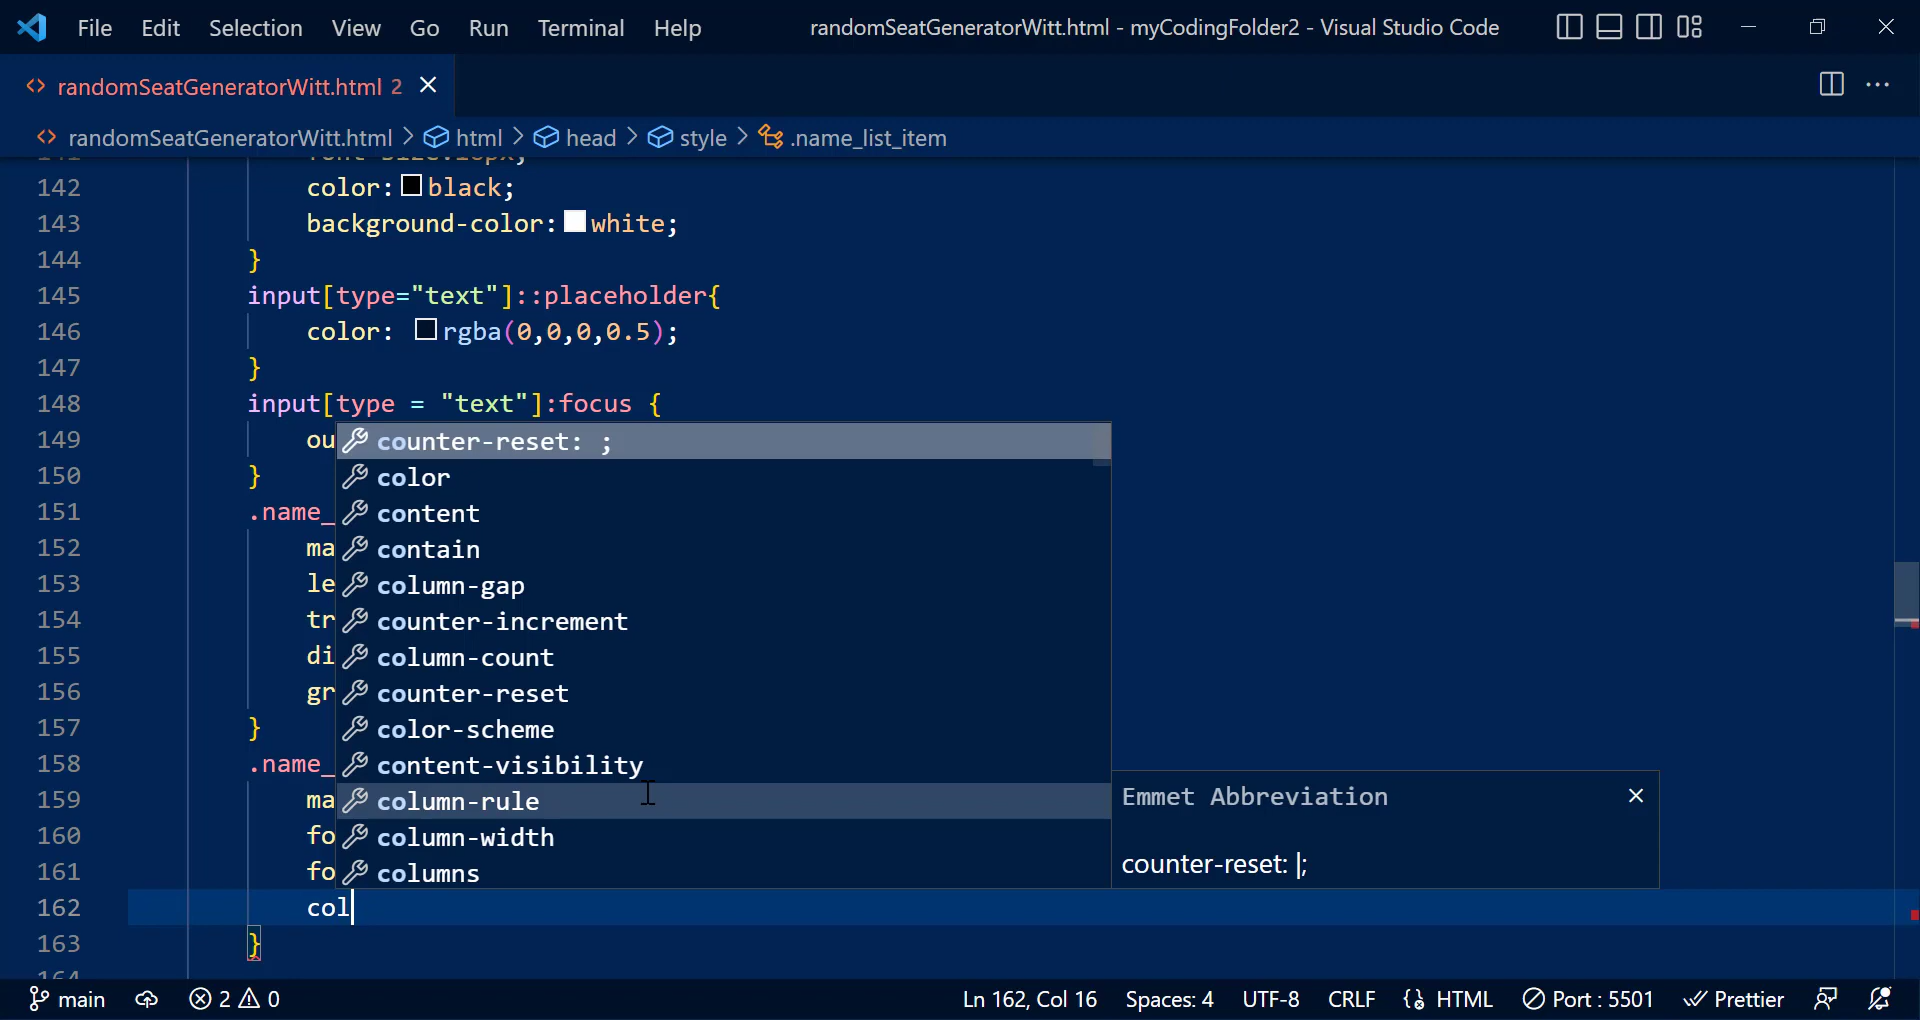 File Edit Selection View Go Run Terminal Help randomSeatGeneratorWitt.html - myCodingFolder2 - Visual Studio Code
<> randomSeatGeneratorWitt.html 2
<> randomSeatGeneratorWitt.html > html > head > style > .name_list_item
142 color: black;
143 background-color: white;
144 }
145 input[type="text"]::placeholder{
146 color: rgba(0,0,0,0.5);
147 }
148 input[type = "text"]:focus {
149 ou counter-reset: ;
150 } color
151 .name_ content
152 ma contain
153 le column-gap
154 tr counter-increment
155 di column-count
156 gr counter-reset
157 } color-scheme
158 .name_ content-visibility
159 ma column-rule Emmet Abbreviation
160 fo column-width
161 fo columns counter-reset: |;
162 col
163 }
main 2 0 Ln 162, Col 16 Spaces: 4 UTF-8 CRLF HTML Port : 5501 Prettier